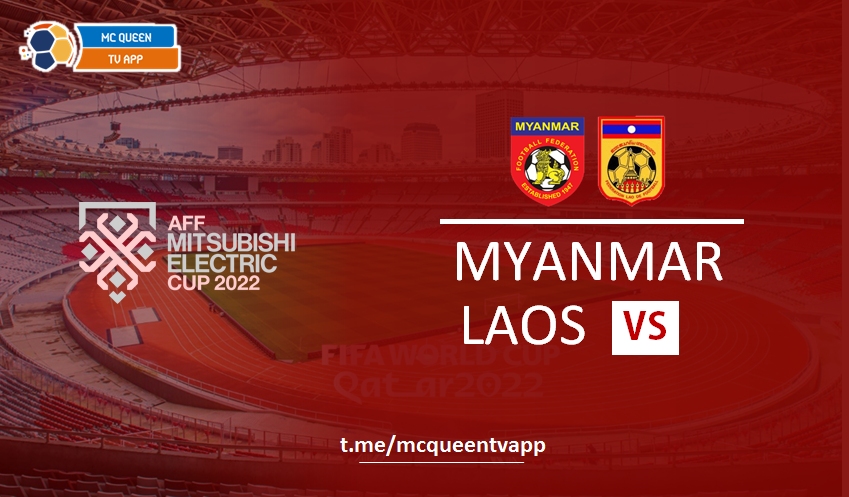 MC QUEEN
TV APP
MYANMAR
FOOTBALL FEDERATION
ESTABLISHED 1947
AFF
MITSUBISHI
ELECTRIC
CUP 2022
MYANMAR
LAOS VS
FIFA WORLD CUP
Qatar2022
t.me/mcqueentvapp